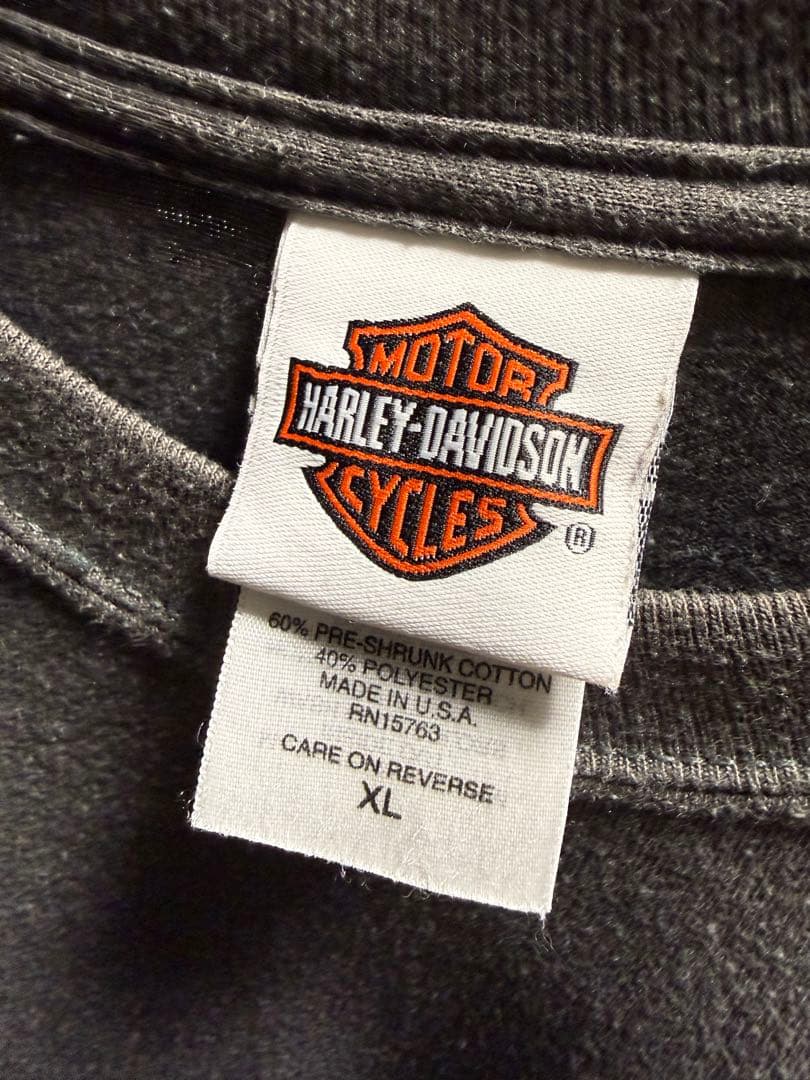 MOTOR
HARLEY-DAVIDSON
CYCLES
®
60% PRE-SHRUNK COTTON
40% POLYESTER
MADE IN U.S.A.
RN15763
CARE ON REVERSE
XL